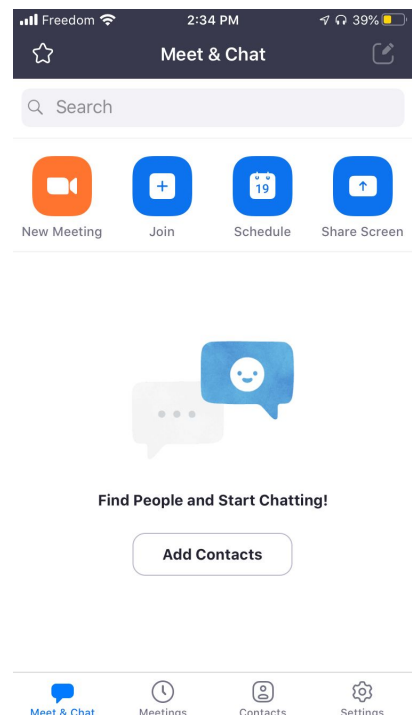 Freedom 2:34 PM 39%
Meet & Chat
Search
19
New Meeting Join Schedule Share Screen
Find People and Start Chatting!
Add Contacts
Meet & Chat Meetings Contacts Settings